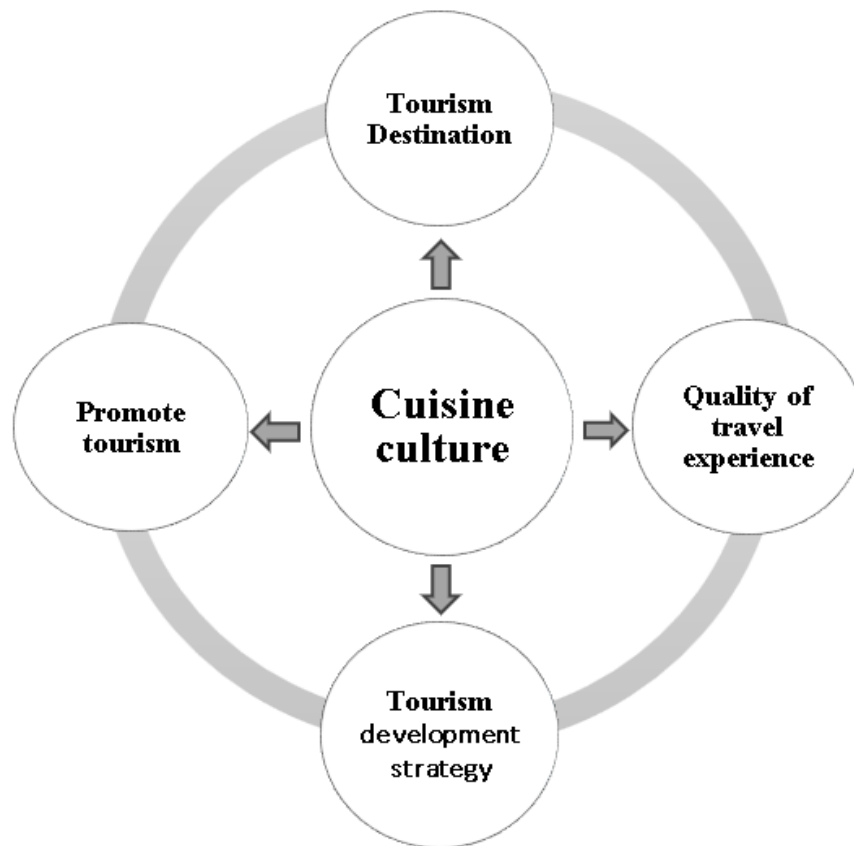 Tourism
Destination
Promote
tourism
Cuisine
culture
Quality of
travel
experience
Tourism
development
strategy